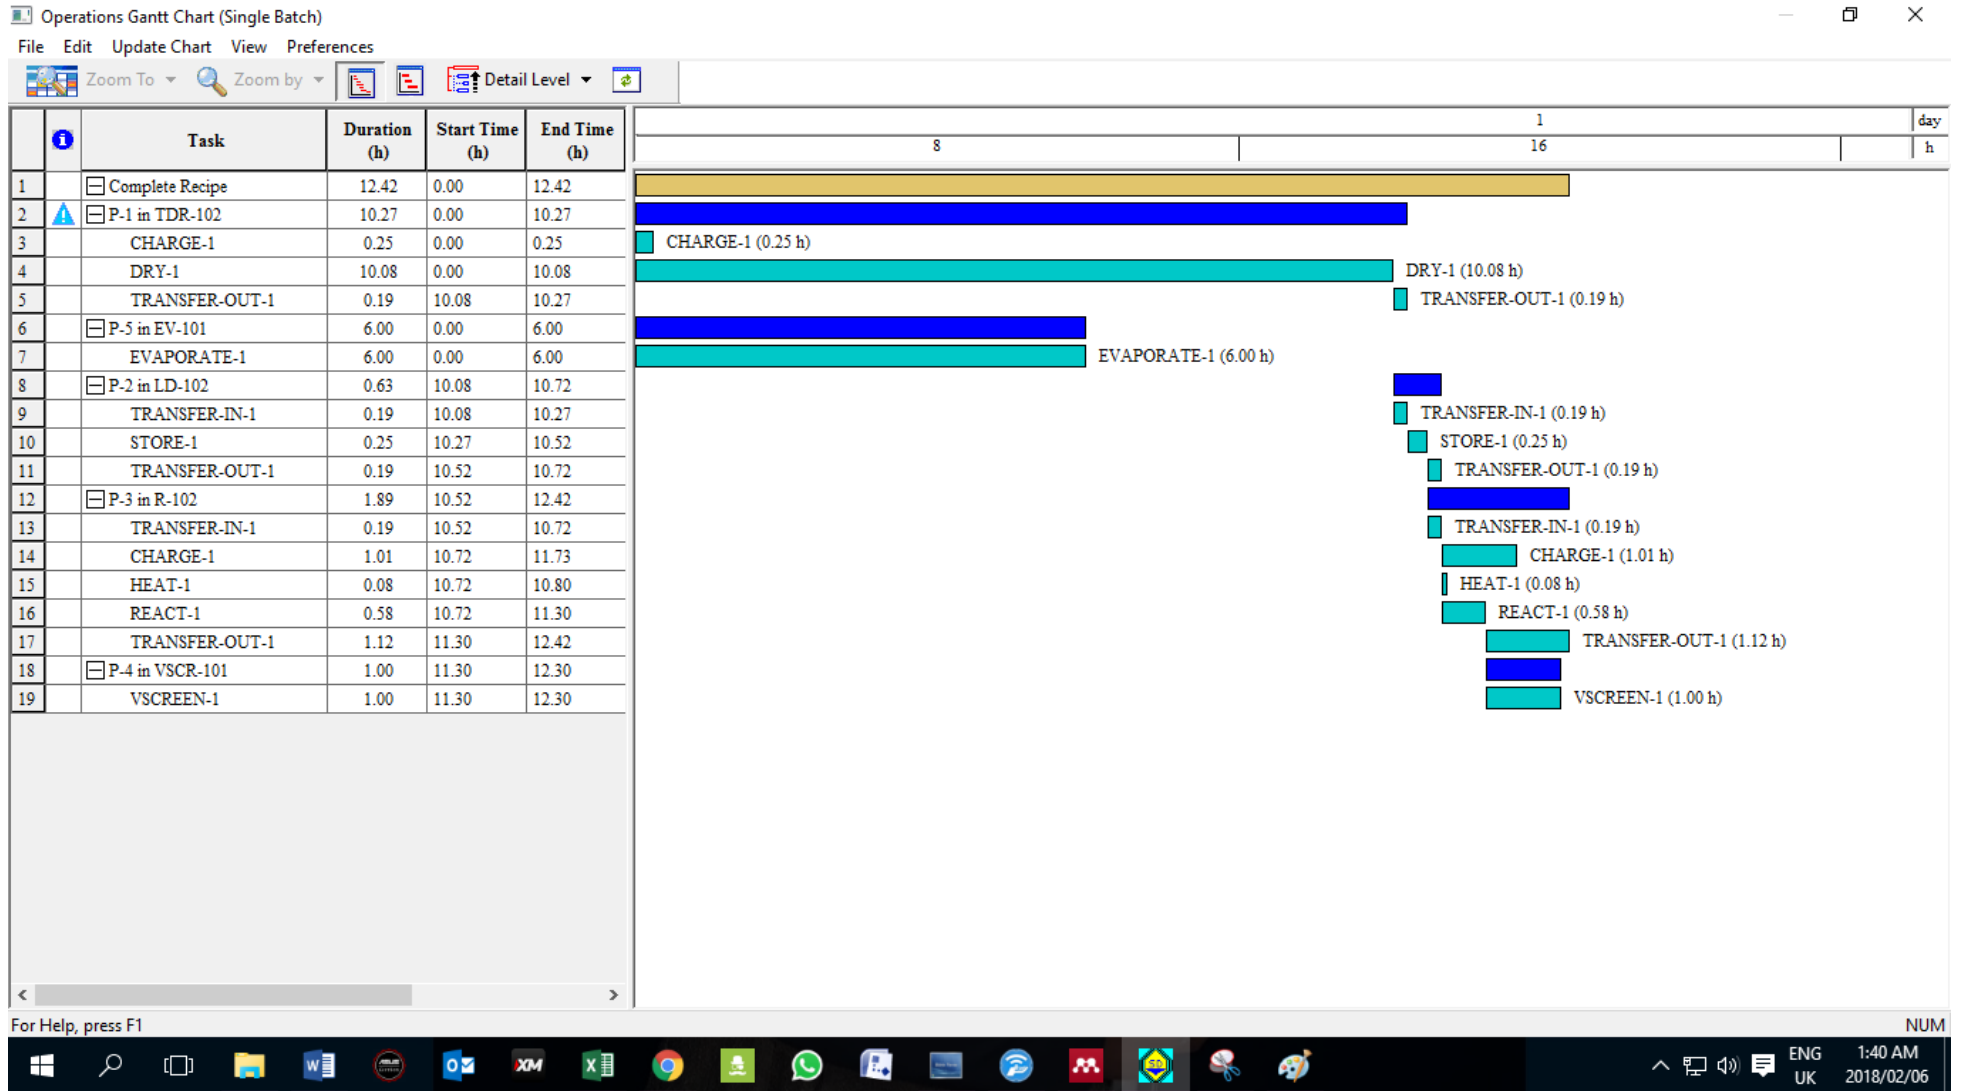 Operations Gantt Chart (Single Batch)
File Edit Update Chart View Preferences
Zoom To Zoom by Detail Level
Task Duration (h) Start Time (h) End Time (h)
1 day
8 16 h
1 Complete Recipe 12.42 0.00 12.42
2 P-1 in TDR-102 10.27 0.00 10.27
3 CHARGE-1 0.25 0.00 0.25 CHARGE-1 (0.25 h)
4 DRY-1 10.08 0.00 10.08 DRY-1 (10.08 h)
5 TRANSFER-OUT-1 0.19 10.08 10.27 TRANSFER-OUT-1 (0.19 h)
6 P-5 in EV-101 6.00 0.00 6.00
7 EVAPORATE-1 6.00 0.00 6.00 EVAPORATE-1 (6.00 h)
8 P-2 in LD-102 0.63 10.08 10.72
9 TRANSFER-IN-1 0.19 10.08 10.27 TRANSFER-IN-1 (0.19 h)
10 STORE-1 0.25 10.27 10.52 STORE-1 (0.25 h)
11 TRANSFER-OUT-1 0.19 10.52 10.72 TRANSFER-OUT-1 (0.19 h)
12 P-3 in R-102 1.89 10.52 12.42
13 TRANSFER-IN-1 0.19 10.52 10.72 TRANSFER-IN-1 (0.19 h)
14 CHARGE-1 1.01 10.72 11.73 CHARGE-1 (1.01 h)
15 HEAT-1 0.08 10.72 10.80 HEAT-1 (0.08 h)
16 REACT-1 0.58 10.72 11.30 REACT-1 (0.58 h)
17 TRANSFER-OUT-1 1.12 11.30 12.42 TRANSFER-OUT-1 (1.12 h)
18 P-4 in VSCR-101 1.00 11.30 12.30
19 VSCREEN-1 1.00 11.30 12.30 VSCREEN-1 (1.00 h)
For Help, press F1 NUM
ENG 1:40 AM
UK 2018/02/06